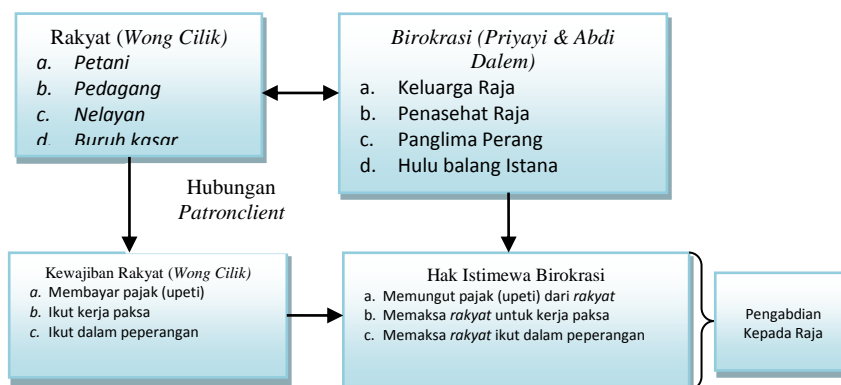 Rakyat (Wong Cilik)
a. Petani
b. Pedagang
c. Nelayan
d. Buruh kasar
Birokrasi (Priyayi & Abdi
Dalem)
a. Keluarga Raja
b. Penasehat Raja
c. Panglima Perang
d. Hulu balang Istana
Hubungan
Patronclient
Kewajiban Rakyat (Wong Cilik)
a. Membayar pajak (upeti)
b. Ikut kerja paksa
c. Ikut dalam peperangan
Hak Istimewa Birokrasi
a. Memungut pajak (upeti) dari rakyat
b. Memaksa rakyat untuk kerja paksa
c. Memaksa rakyat ikut dalam peperangan
Pengabdian
Kepada Raja